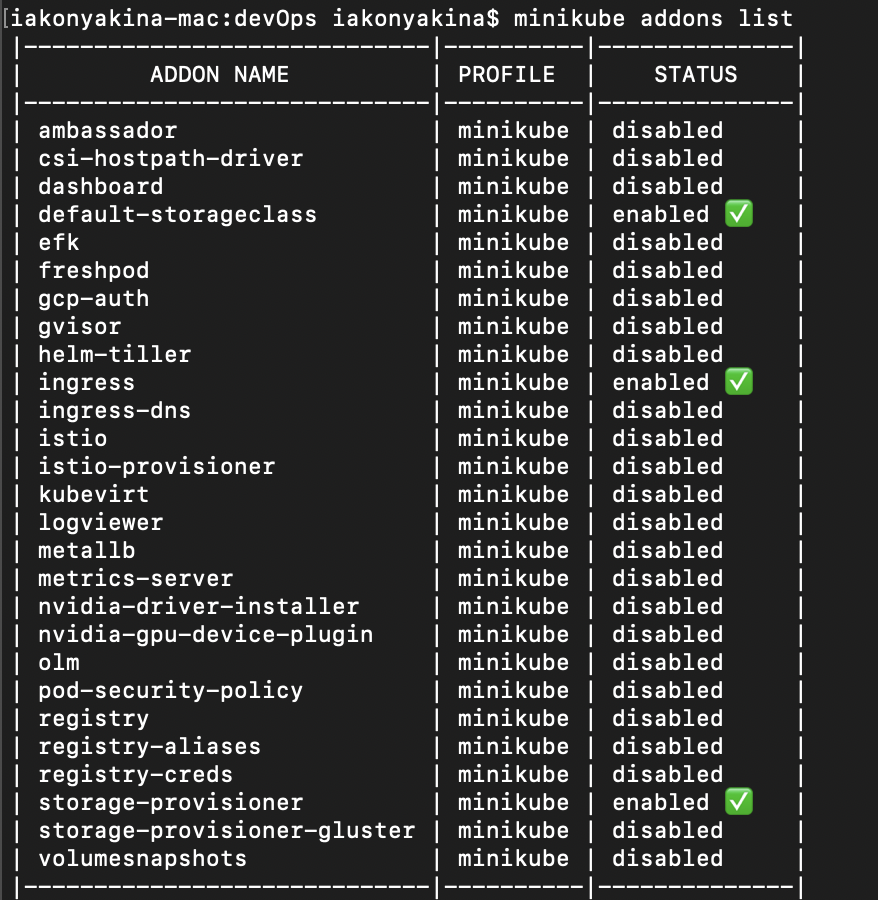 [iakonyakina-mac:devOps iakonyakina$ minikube addons list
|-----------------------------|----------|--------------|
|         ADDON NAME          | PROFILE  |    STATUS    |
|-----------------------------|----------|--------------|
| ambassador                  | minikube | disabled     |
| csi-hostpath-driver         | minikube | disabled     |
| dashboard                   | minikube | disabled     |
| default-storageclass        | minikube | enabled ✅   |
| efk                         | minikube | disabled     |
| freshpod                    | minikube | disabled     |
| gcp-auth                    | minikube | disabled     |
| gvisor                      | minikube | disabled     |
| helm-tiller                 | minikube | disabled     |
| ingress                     | minikube | enabled ✅   |
| ingress-dns                 | minikube | disabled     |
| istio                       | minikube | disabled     |
| istio-provisioner           | minikube | disabled     |
| kubevirt                    | minikube | disabled     |
| logviewer                   | minikube | disabled     |
| metallb                     | minikube | disabled     |
| metrics-server              | minikube | disabled     |
| nvidia-driver-installer     | minikube | disabled     |
| nvidia-gpu-device-plugin    | minikube | disabled     |
| olm                         | minikube | disabled     |
| pod-security-policy         | minikube | disabled     |
| registry                    | minikube | disabled     |
| registry-aliases            | minikube | disabled     |
| registry-creds              | minikube | disabled     |
| storage-provisioner         | minikube | enabled ✅   |
| storage-provisioner-gluster | minikube | disabled     |
| volumesnapshots             | minikube | disabled     |
|-----------------------------|----------|--------------|